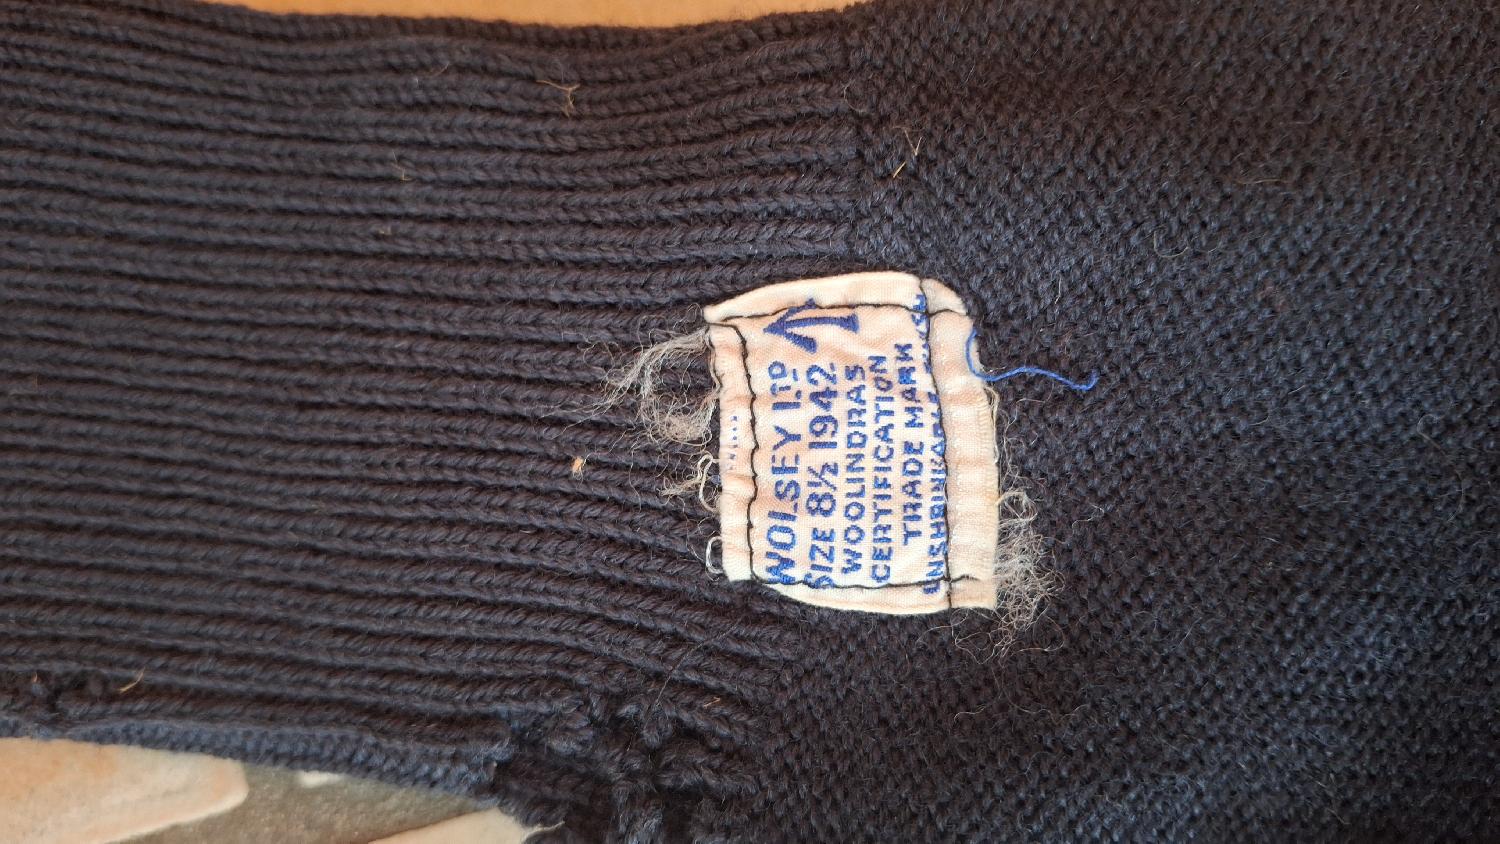 WOLSEY LTD
SIZE 8½ 1942
WOOLINDRAS
CERTIFICATION
TRADE MARK